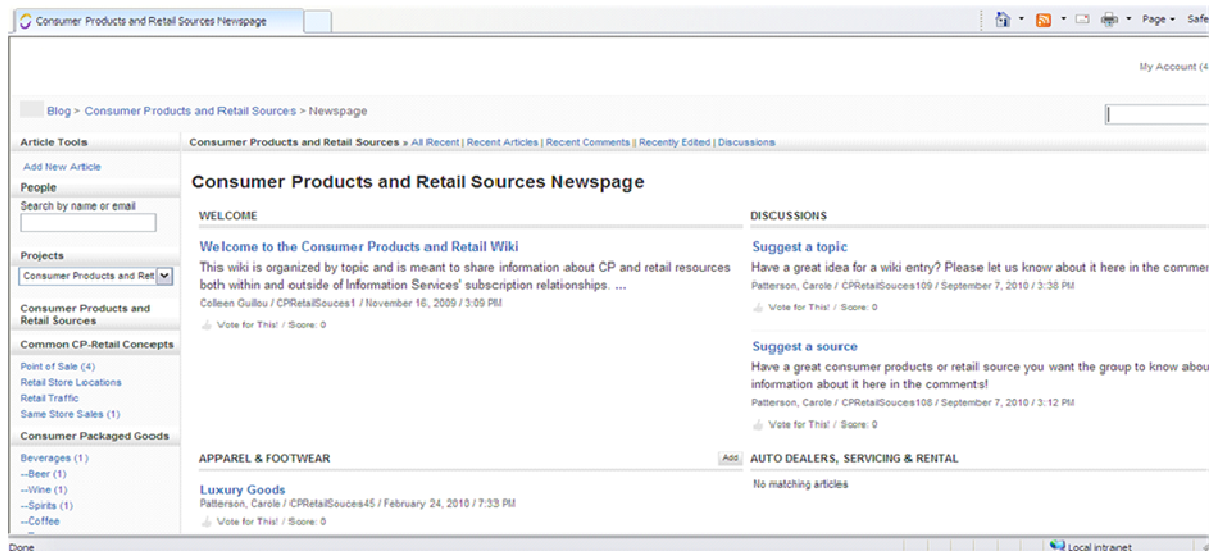 Consumer Products and Retail Sources Newspage
Page
Safe
My Account (4
Blog > Consumer Products and Retail Sources > Newspage
Article Tools
Consumer Products and Retail Sources » All Recent | Recent Articles | Recent Comments || Recently Edited | Discussions
Add New Article
People
Search by name or email
Projects
Consumer Products and Ret
Consumer Products and
Retail Sources
Common CP-Retail Concepts
Point of Sale (4)
Retail Store Locations
Retail Traffic
Same Store Sales (1)
Consumer Packaged Goods
Beverages (1)
--Beer (1)
--Wine (1)
--Spirits (1)
--Coffee
Consumer Products and Retail Sources Newspage
WELCOME
Welcome to the Consumer Products and Retail Wiki
This wiki is organized by topic and is meant to share information about CP and retail resources
both within and outside of Information Services' subscription relationships. ...
Colleen Guilou / CPRetailSouces1 / November 16, 2009 / 3:09 PM
Vote for This! / Score: 0
DISCUSSIONS
Suggest a topic
Have a great idea for a wiki entry? Please let us know about it here in the commen
Patterson, Carole / CPRetailSouces109 / September 7, 2010 / 3:38 PM
Vote for This! / Score: 0
Suggest a source
Have a great consumer products or retail source you want the group to know abou
information about it here in the comments!
Patterson, Carole / CPRetailSouces108 / September 7, 2010 / 3:12 PM
Vote for This! / Score: 0
APPAREL & FOOTWEAR
Add
Luxury Goods
Patterson, Carole / CPRetailSouces45 / February 24, 2010 / 7:33 PM
Vote for This! / Score: 0
AUTO DEALERS, SERVICING & RENTAL
No matching articles
Done
Local intranet